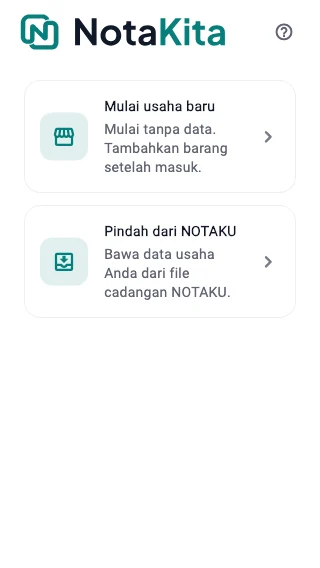 NotaKita
Mulai usaha baru
Mulai tanpa data.
Tambahkan barang
setelah masuk.
Pindah dari NOTAKU
Bawa data usaha
Anda dari file
cadangan NOTAKU.